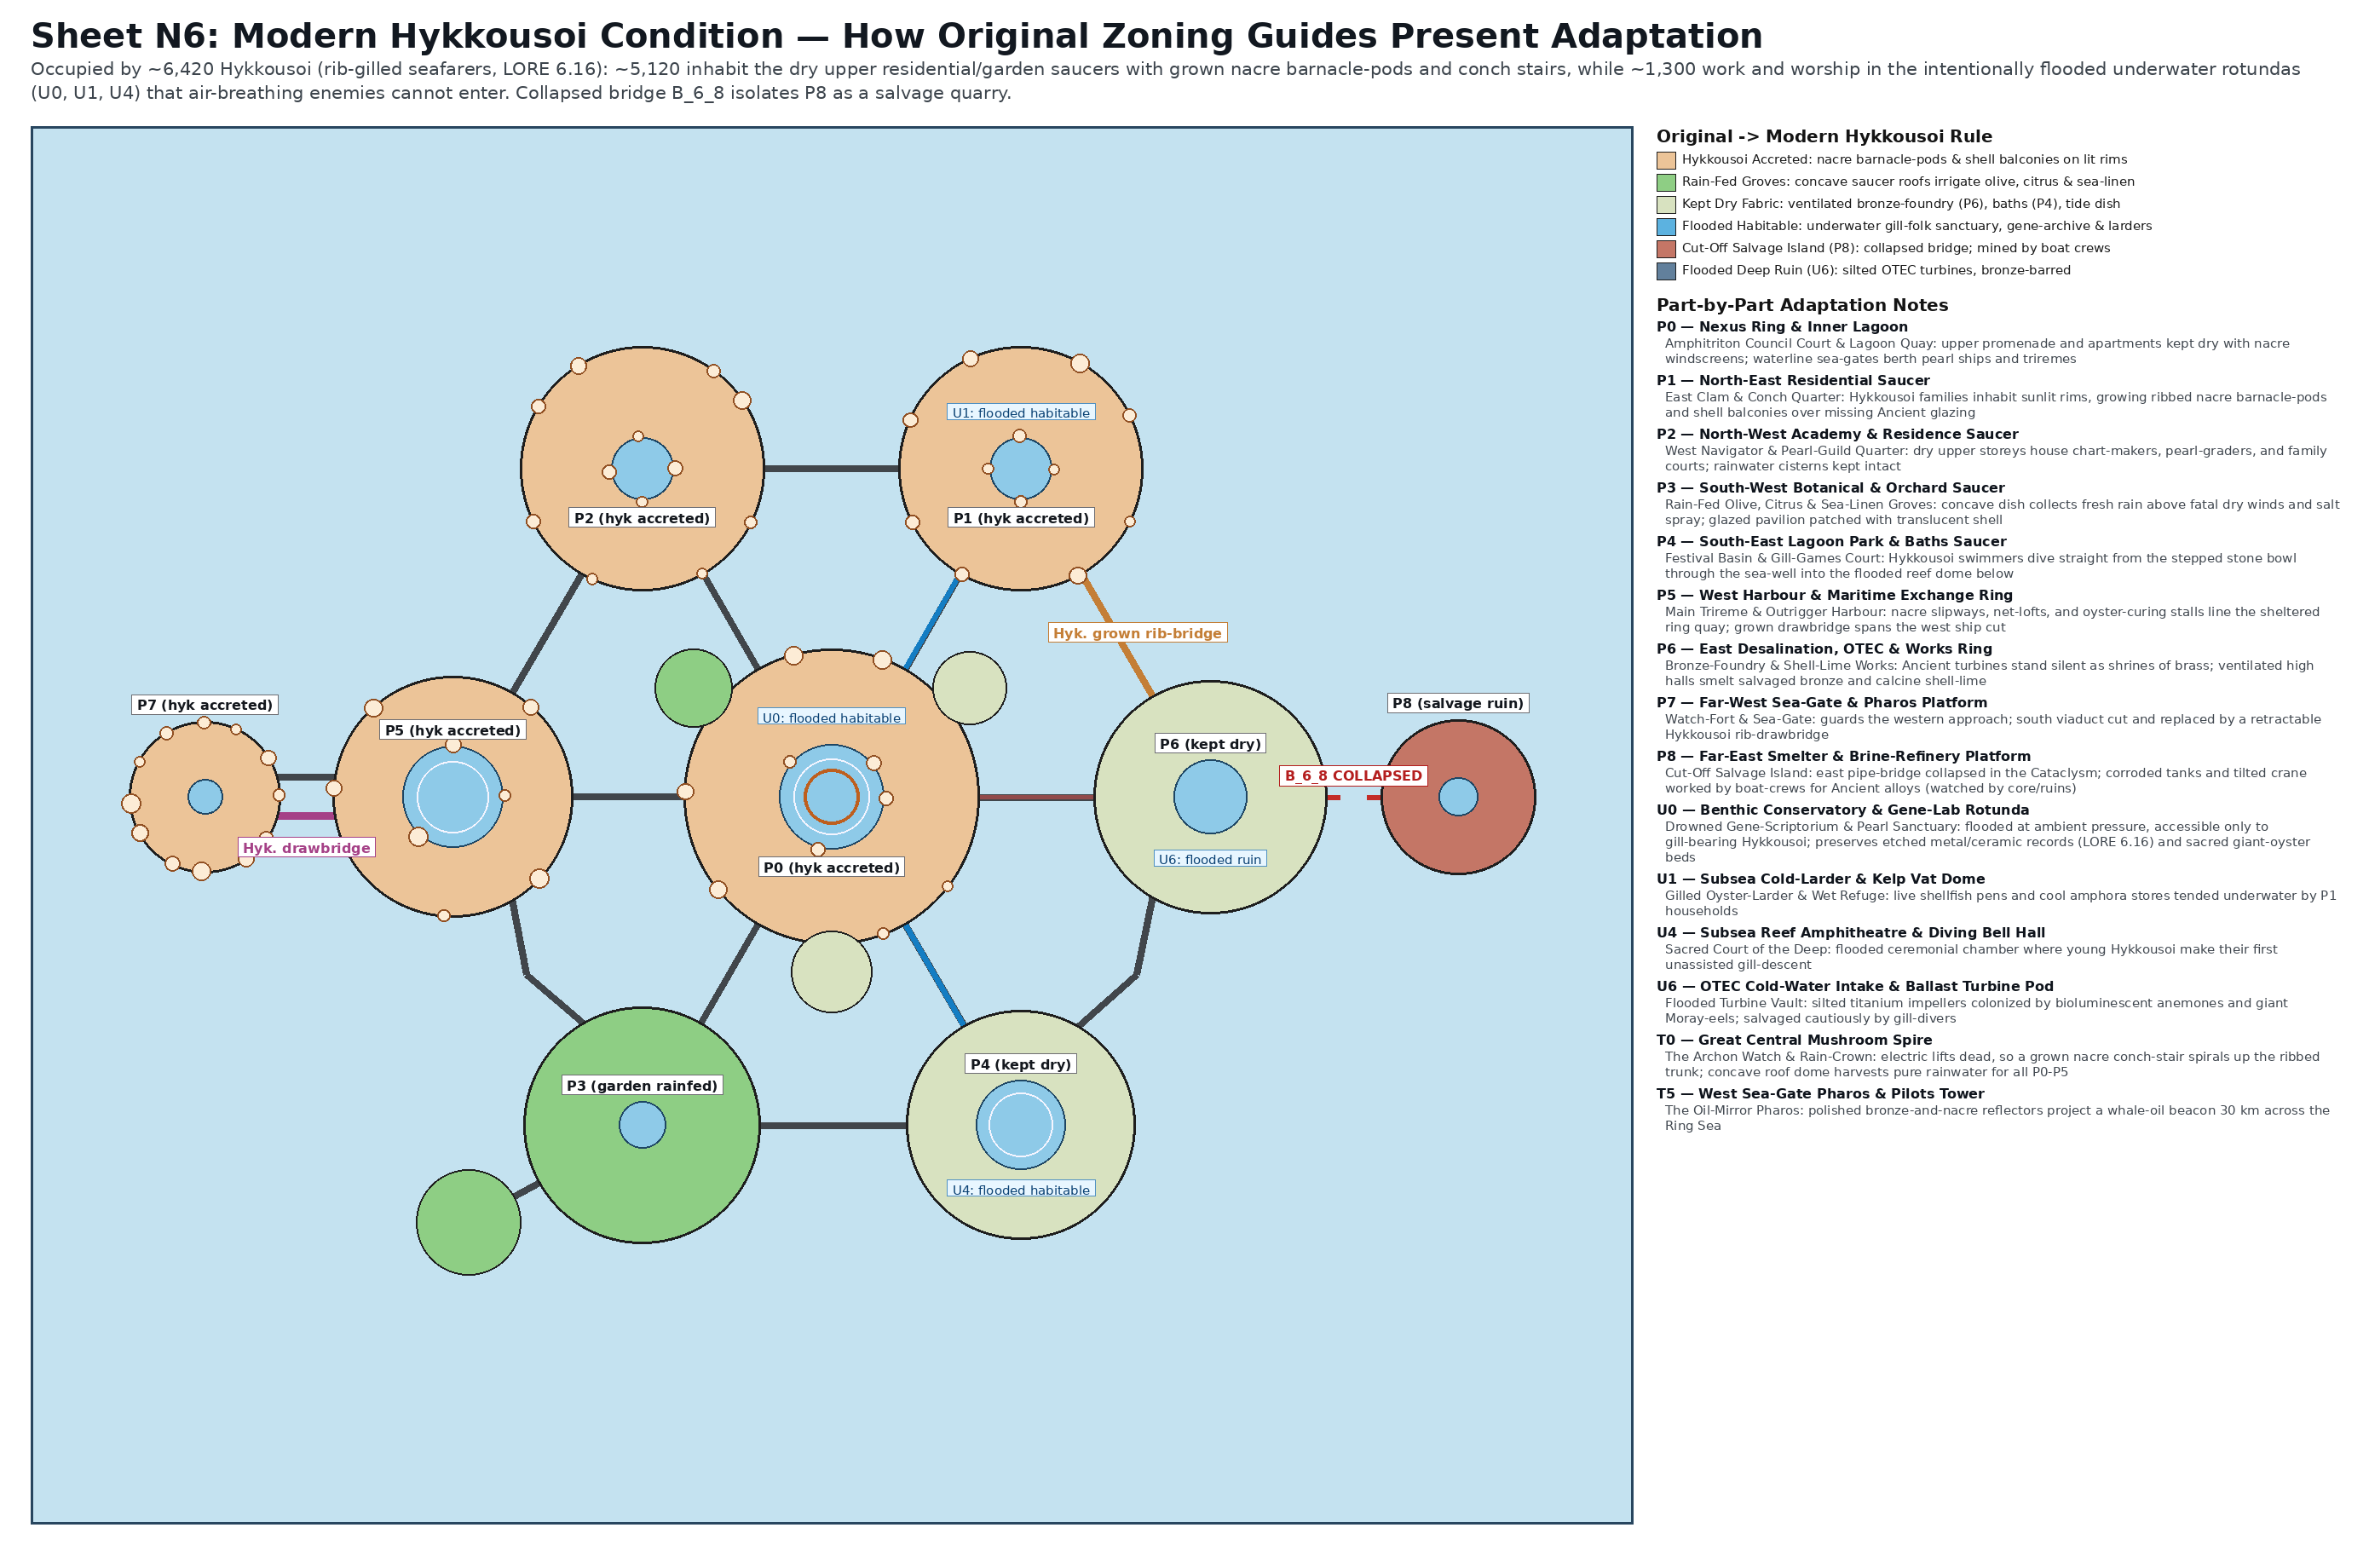 Sheet N6: Modern Hykkousoi Condition — How Original Zoning Guides Present Adaptation
Occupied by ~6,420 Hykkousoi (rib-gilled seafarers, LORE 6.16): ~5,120 inhabit the dry upper residential/garden saucers with grown nacre barnacle-pods and conch stairs, while ~1,300 work and worship in the intentionally flooded underwater rotundas
(U0, U1, U4) that air-breathing enemies cannot enter. Collapsed bridge B_6_8 isolates P8 as a salvage quarry.
U1: flooded habitable
P2 (hyk accreted)
P1 (hyk accreted)
Hyk. grown rib-bridge
P7 (hyk accreted)
P8 (salvage ruin)
U0: flooded habitable
P5 (hyk accreted)
P6 (kept dry)
B_6_8 COLLAPSED
Hyk. drawbridge
U6: flooded ruin
P0 (hyk accreted)
P4 (kept dry)
P3 (garden rainfed)
U4: flooded habitable
Original -> Modern Hykkousoi Rule
Hykkousoi Accreted: nacre barnacle-pods & shell balconies on lit rims
Rain-Fed Groves: concave saucer roofs irrigate olive, citrus & sea-linen
Kept Dry Fabric: ventilated bronze-foundry (P6), baths (P4), tide dish
Flooded Habitable: underwater gill-folk sanctuary, gene-archive & larders
Cut-Off Salvage Island (P8): collapsed bridge; mined by boat crews
Flooded Deep Ruin (U6): silted OTEC turbines, bronze-barred
Part-by-Part Adaptation Notes
P0 — Nexus Ring & Inner Lagoon
Amphitriton Council Court & Lagoon Quay: upper promenade and apartments kept dry with nacre
windscreens; waterline sea-gates berth pearl ships and triremes
P1 — North-East Residential Saucer
East Clam & Conch Quarter: Hykkousoi families inhabit sunlit rims, growing ribbed nacre barnacle-pods
and shell balconies over missing Ancient glazing
P2 — North-West Academy & Residence Saucer
West Navigator & Pearl-Guild Quarter: dry upper storeys house chart-makers, pearl-graders, and family
courts; rainwater cisterns kept intact
P3 — South-West Botanical & Orchard Saucer
Rain-Fed Olive, Citrus & Sea-Linen Groves: concave dish collects fresh rain above fatal dry winds and salt
spray; glazed pavilion patched with translucent shell
P4 — South-East Lagoon Park & Baths Saucer
Festival Basin & Gill-Games Court: Hykkousoi swimmers dive straight from the stepped stone bowl
through the sea-well into the flooded reef dome below
P5 — West Harbour & Maritime Exchange Ring
Main Trireme & Outrigger Harbour: nacre slipways, net-lofts, and oyster-curing stalls line the sheltered
ring quay; grown drawbridge spans the west ship cut
P6 — East Desalination, OTEC & Works Ring
Bronze-Foundry & Shell-Lime Works: Ancient turbines stand silent as shrines of brass; ventilated high
halls smelt salvaged bronze and calcine shell-lime
P7 — Far-West Sea-Gate & Pharos Platform
Watch-Fort & Sea-Gate: guards the western approach; south viaduct cut and replaced by a retractable
Hykkousoi rib-drawbridge
P8 — Far-East Smelter & Brine-Refinery Platform
Cut-Off Salvage Island: east pipe-bridge collapsed in the Cataclysm; corroded tanks and tilted crane
worked by boat-crews for Ancient alloys (watched by core/ruins)
U0 — Benthic Conservatory & Gene-Lab Rotunda
Drowned Gene-Scriptorium & Pearl Sanctuary: flooded at ambient pressure, accessible only to
gill-bearing Hykkousoi; preserves etched metal/ceramic records (LORE 6.16) and sacred giant-oyster
beds
U1 — Subsea Cold-Larder & Kelp Vat Dome
Gilled Oyster-Larder & Wet Refuge: live shellfish pens and cool amphora stores tended underwater by P1
households
U4 — Subsea Reef Amphitheatre & Diving Bell Hall
Sacred Court of the Deep: flooded ceremonial chamber where young Hykkousoi make their first
unassisted gill-descent
U6 — OTEC Cold-Water Intake & Ballast Turbine Pod
Flooded Turbine Vault: silted titanium impellers colonized by bioluminescent anemones and giant
Moray-eels; salvaged cautiously by gill-divers
T0 — Great Central Mushroom Spire
The Archon Watch & Rain-Crown: electric lifts dead, so a grown nacre conch-stair spirals up the ribbed
trunk; concave roof dome harvests pure rainwater for all P0-P5
T5 — West Sea-Gate Pharos & Pilots Tower
The Oil-Mirror Pharos: polished bronze-and-nacre reflectors project a whale-oil beacon 30 km across the
Ring Sea